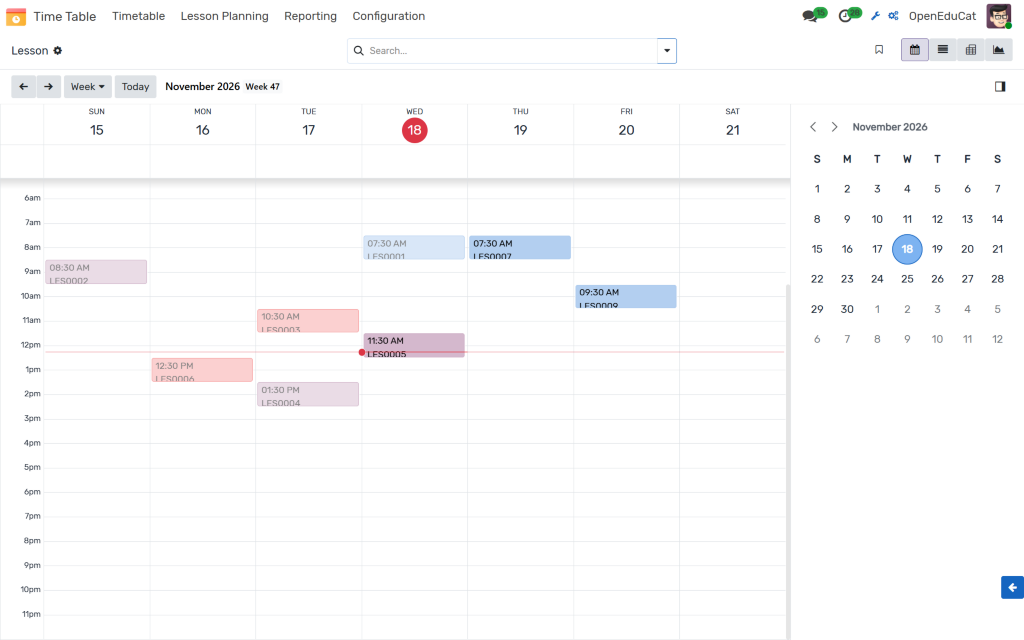 Time Table Timetable Lesson Planning Reporting Configuration 15 28 OpenEduCat
Lesson Search...
Week Today November 2026 Week 47
SUN MON TUE WED THU FRI SAT
15 16 17 18 19 20 21
6am
7am
8am
9am
10am
11am
12pm
1pm
2pm
3pm
4pm
5pm
6pm
7pm
8pm
9pm
10pm
11pm
08:30 AM
LES0002
12:30 PM
LES0006
10:30 AM
LES0003
01:30 PM
LES0004
07:30 AM
LES0001
11:30 AM
LES0005
07:30 AM
LES0007
09:30 AM
LES0009
November 2026
S M T W T F S
1 2 3 4 5 6 7
8 9 10 11 12 13 14
15 16 17 18 19 20 21
22 23 24 25 26 27 28
29 30 1 2 3 4 5
6 7 8 9 10 11 12